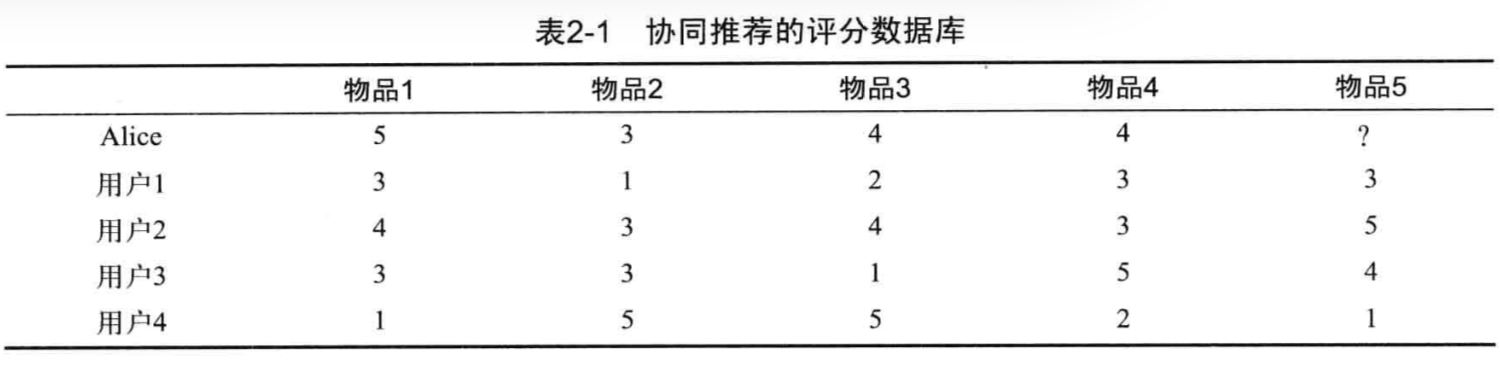 表2-1 协同推荐的评分数据库
物品1 物品2 物品3 物品4 物品5
Alice 5 3 4 4 ?
用户1 3 1 2 3 3
用户2 4 3 4 3 5
用户3 3 3 1 5 4
用户4 1 5 5 2 1